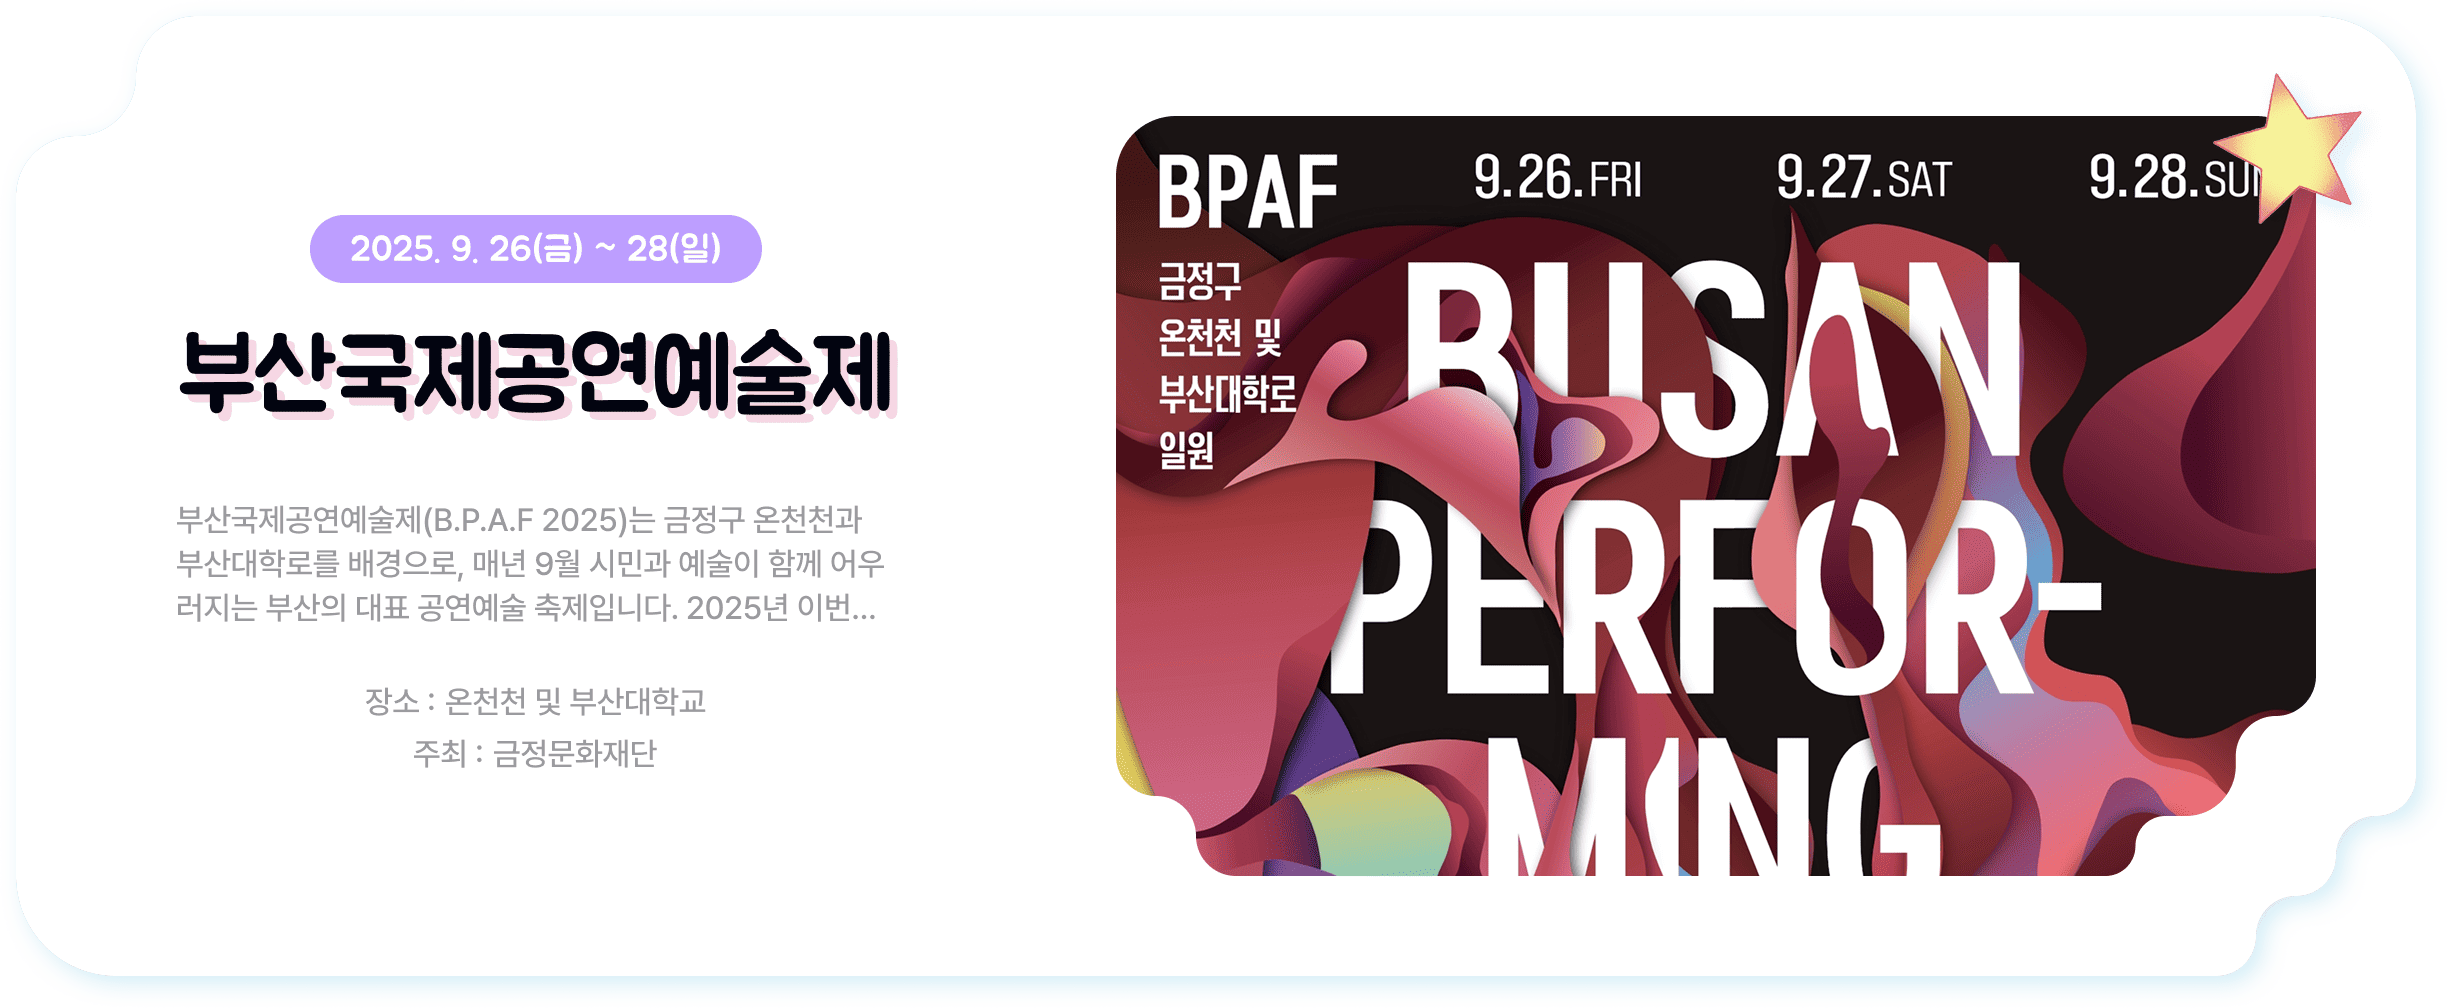 2025. 9. 26(금) ~ 28(일)
부산국제공연예술제
부산국제공연예술제(B.P.A.F 2025)는 금정구 온천천과
부산대학로를 배경으로, 매년 9월 시민과 예술이 함께 어우
러지는 부산의 대표 공연예술 축제입니다. 2025년 이번...
장소 : 온천천 및 부산대학교
주최 : 금정문화재단
BPAF
9.26.FRI
9.27.SAT
9.28.SUN
금정구
온천천 및
부산대학로
일원
BUSAN
PERFOR-
MING